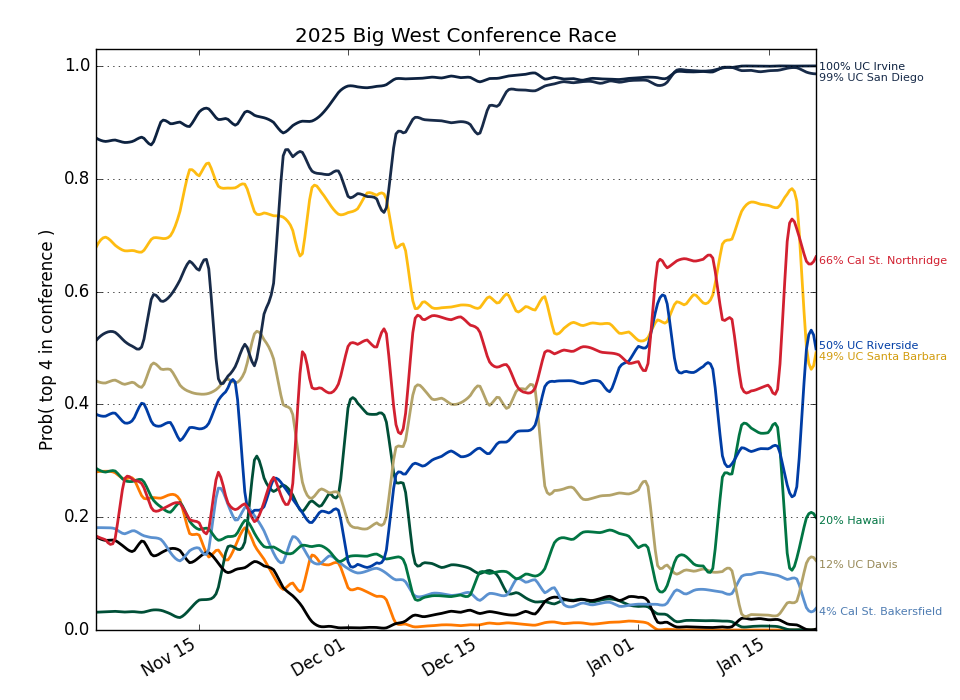 2025 Big West Conference Race
Prob( top 4 in conference )
1.0
0.8
0.6
0.4
0.2
0.0
Nov 15
Dec 01
Dec 15
Jan 01
Jan 15
100% UC Irvine
99% UC San Diego
66% Cal St. Northridge
50% UC Riverside
49% UC Santa Barbara
20% Hawaii
12% UC Davis
4% Cal St. Bakersfield